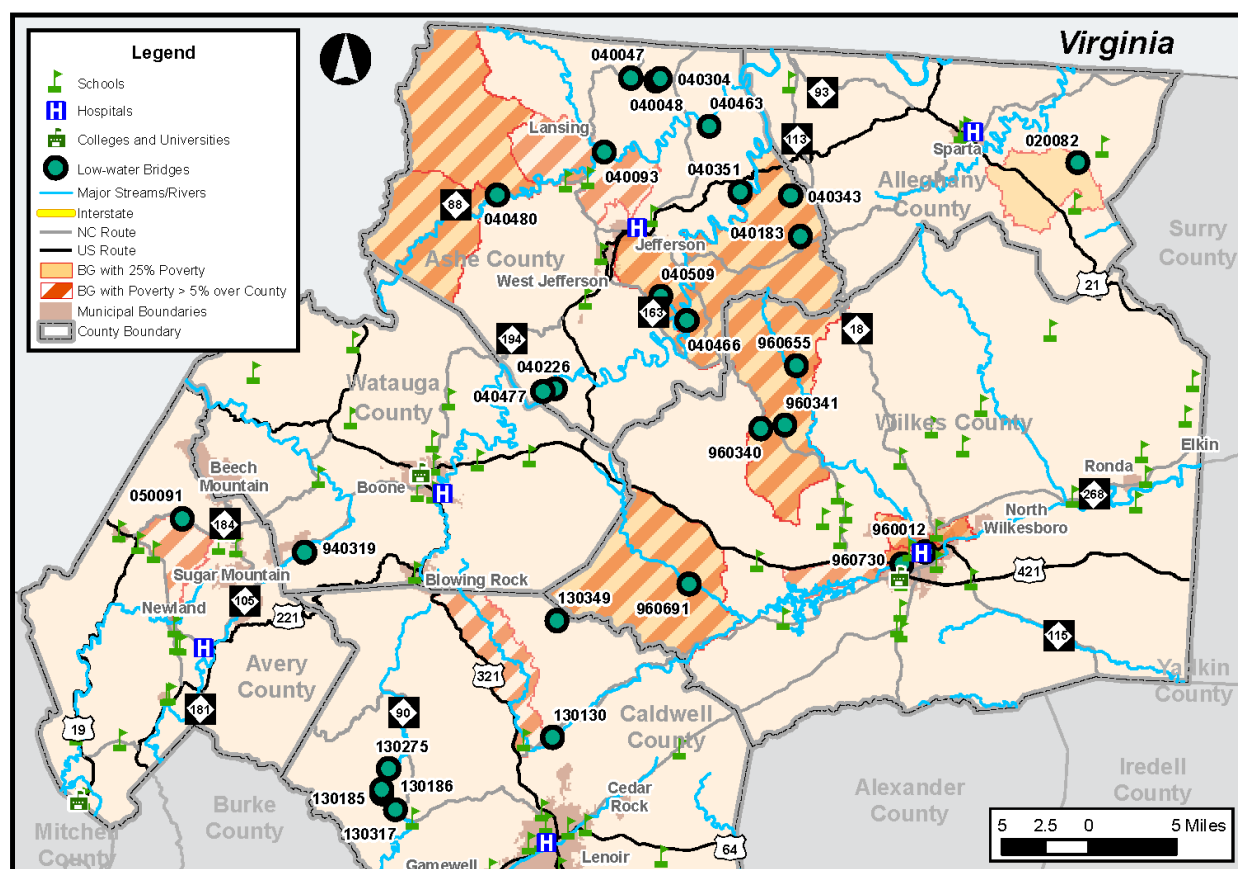 Virginia
Legend
Schools
Hospitals
Colleges and Universities
Low-water Bridges
Major Streams/Rivers
Interstate
NC Route
US Route
BG with 25% Poverty
BG with Poverty > 5% over County
Municipal Boundaries
County Boundary
H
040047
040304
040048
040463
93
Lansing
113
H
Sparta
020082
040351
040093
040343
Alleghany
County
88
040480
H
Jefferson
040183
Surry
County
Ashe County
West Jefferson
040509
21
163
18
194
040466
960655
040226
Watauga
County
040477
960341
Wilkes County
960340
Elkin
Beech
Mountain
Boone
H
Ronda
268
050091
184
North
Wilkesboro
960012
H
940319
960730
421
Sugar Mountain
Blowing Rock
Newland
105
221
130349
960691
115
H
Avery
County
321
Yadkin
County
181
90
130130
Caldwell
County
19
130275
130186
130185
Cedar
Rock
Alexander
County
Iredell
County
Burke
County
Mitchell
County
130317
H
Lenoir
64
Gamewell
5 2.5 0 5 Miles